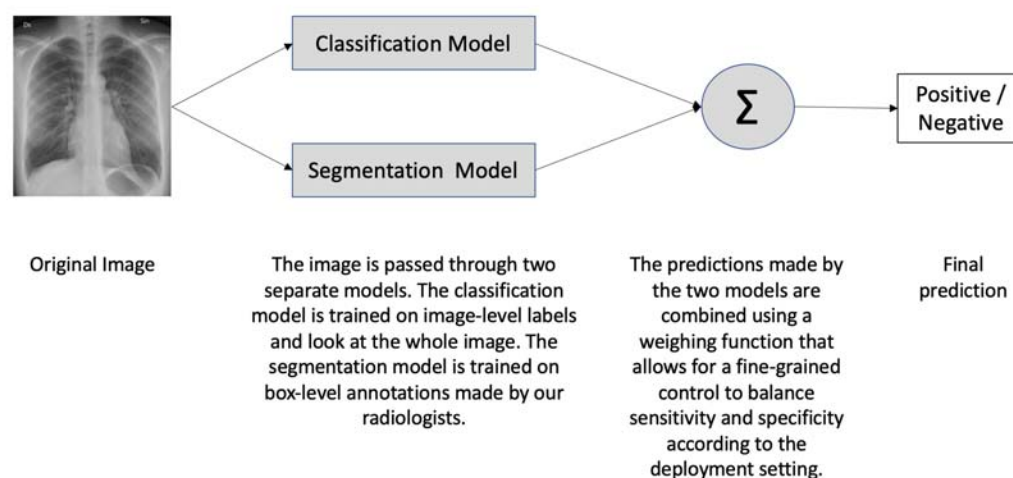 Ds
Sin
Classification Model
Segmentation  Model
Σ
Positive /
Negative
Original Image
The image is passed through two
separate models. The classification
model is trained on image-level labels
and look at the whole image. The
segmentation model is trained on
box-level annotations made by our
radiologists.
The predictions made by
the two models are
combined using a
weighing function that
allows for a fine-grained
control to balance
sensitivity and specificity
according to the
deployment setting.
Final
prediction